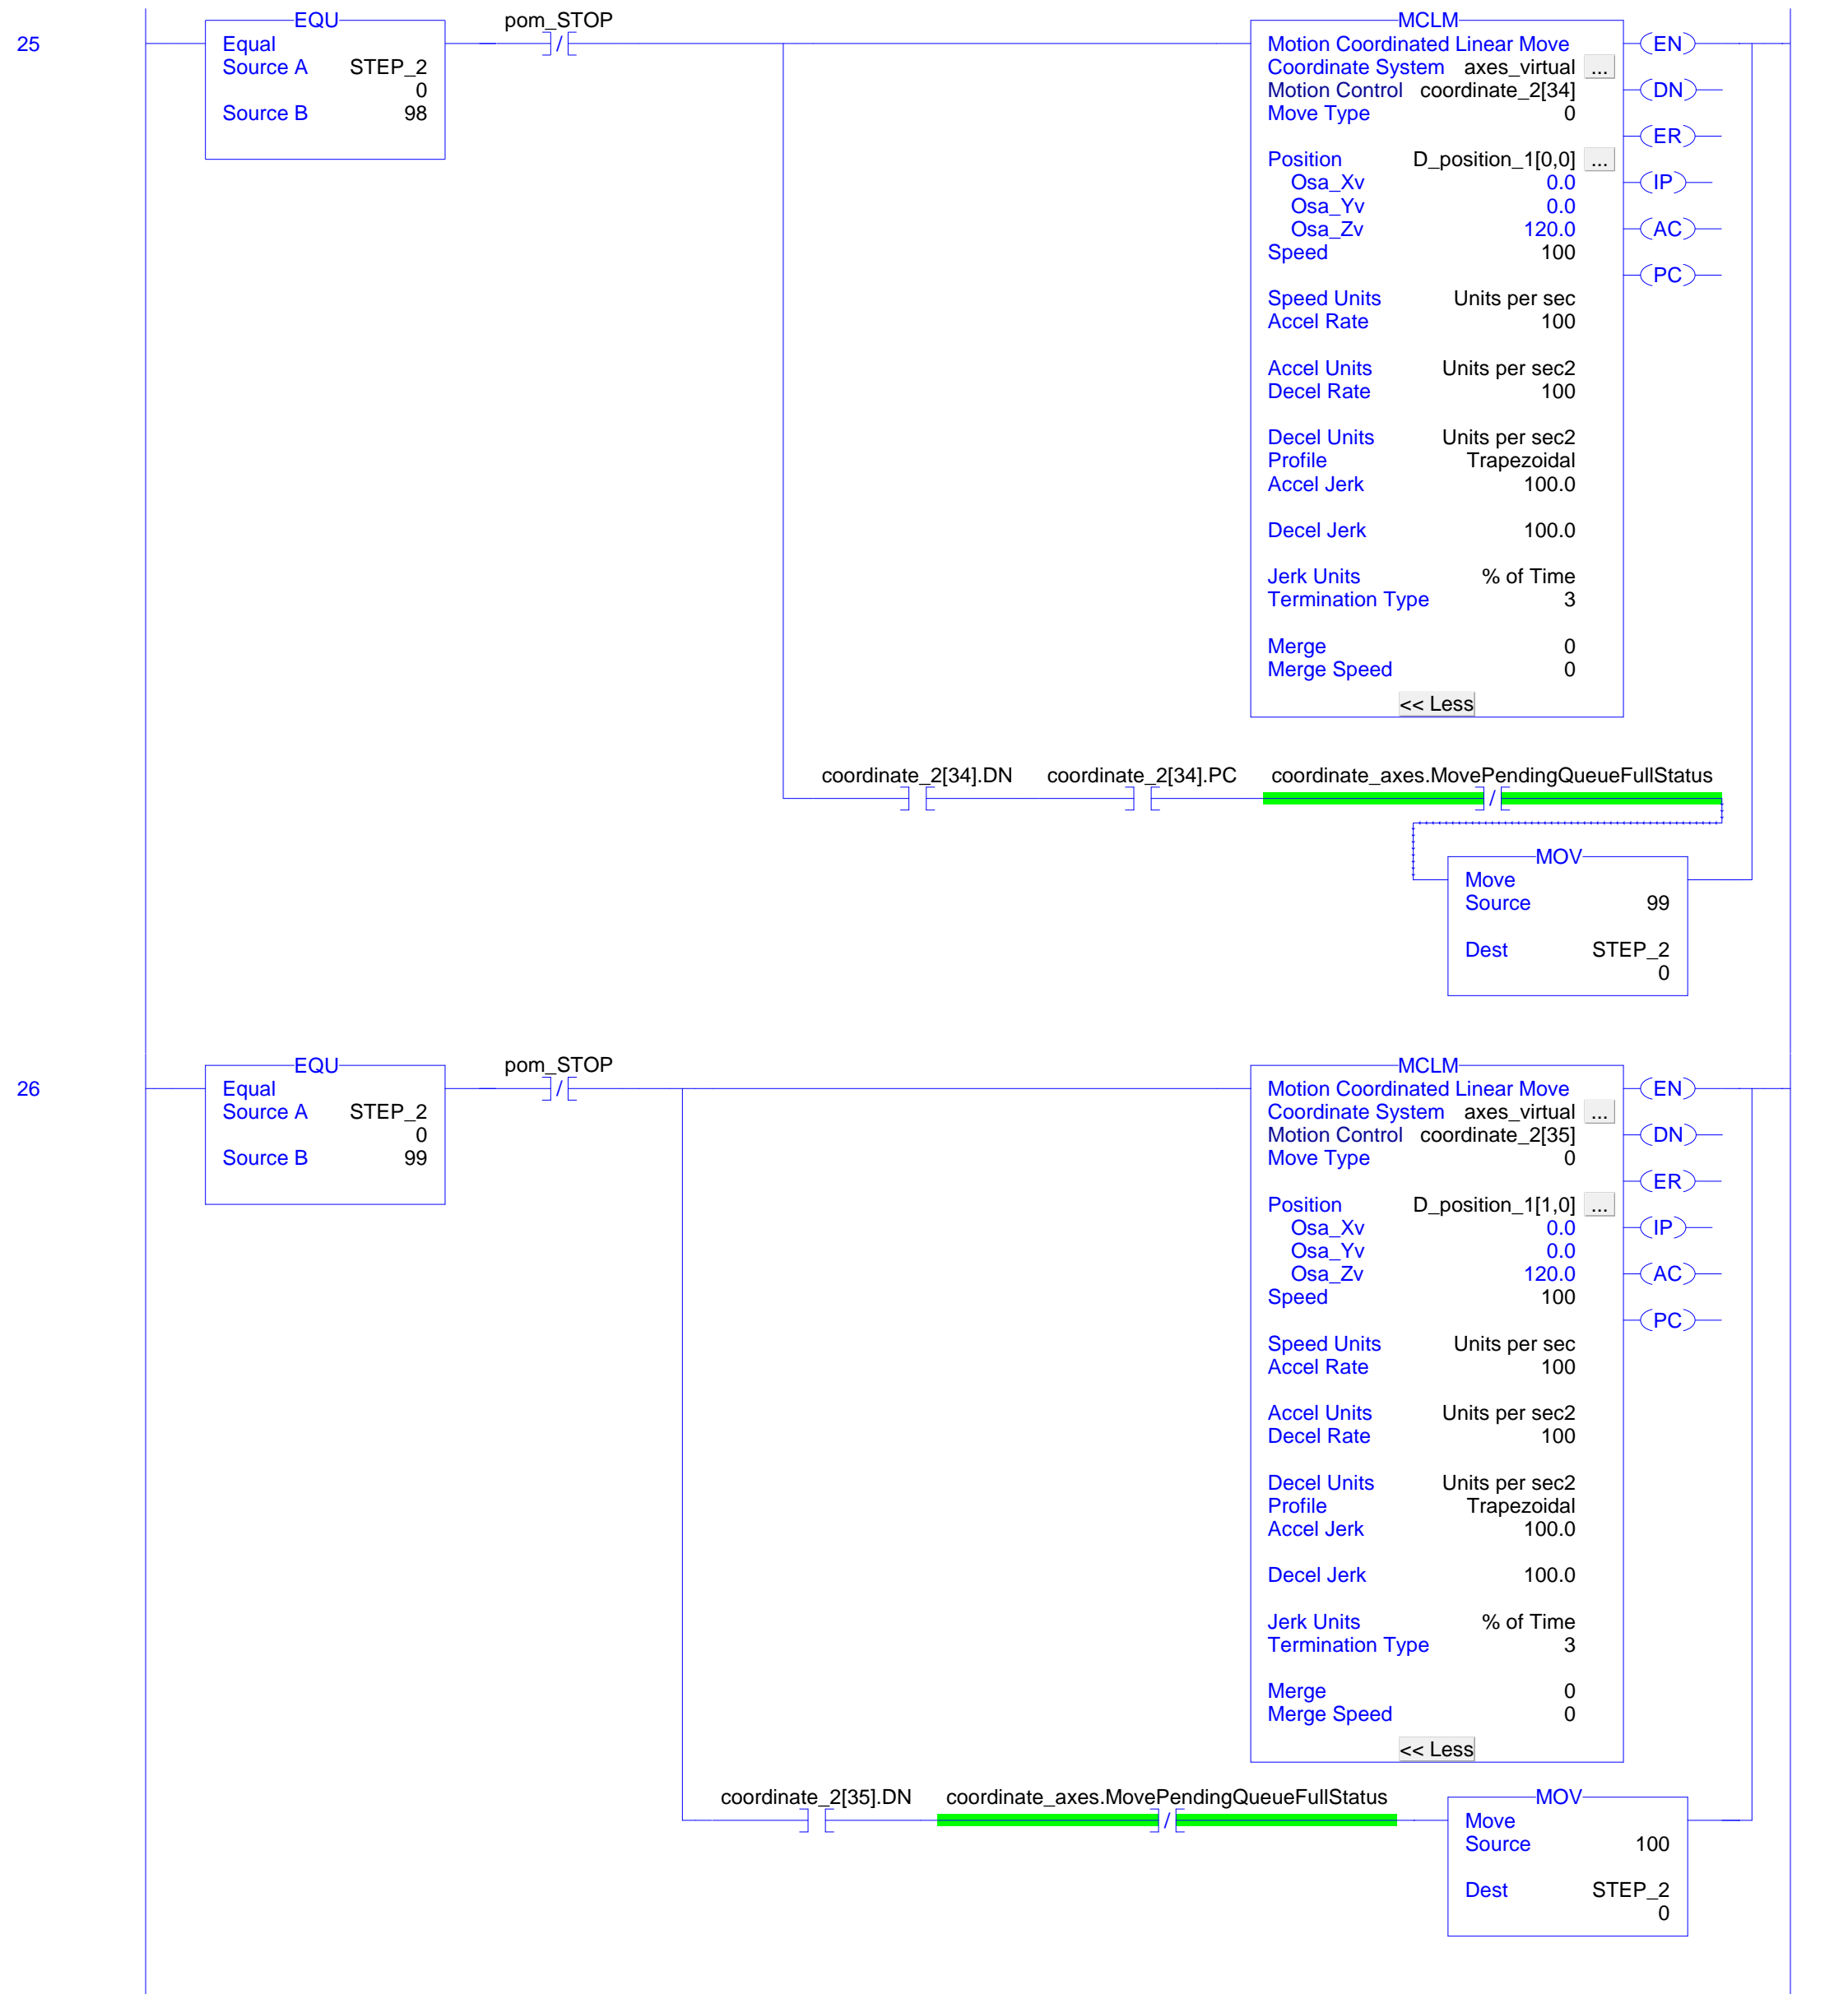 25
EQU
Equal
Source A STEP_2
0
Source B 98
pom_STOP
/
MCLM
Motion Coordinated Linear Move
Coordinate System axes_virtual ...
Motion Control coordinate_2[34]
Move Type 0
Position D_position_1[0,0] ...
Osa_Xv 0.0
Osa_Yv 0.0
Osa_Zv 120.0
Speed 100
Speed Units Units per sec
Accel Rate 100
Accel Units Units per sec2
Decel Rate 100
Decel Units Units per sec2
Profile Trapezoidal
Accel Jerk 100.0
Decel Jerk 100.0
Jerk Units % of Time
Termination Type 3
Merge 0
Merge Speed 0
<< Less
EN
DN
ER
IP
AC
PC
coordinate_2[34].DN coordinate_2[34].PC coordinate_axes.MovePendingQueueFullStatus
/
MOV
Move
Source 99
Dest STEP_2
0
26
EQU
Equal
Source A STEP_2
0
Source B 99
pom_STOP
/
MCLM
Motion Coordinated Linear Move
Coordinate System axes_virtual ...
Motion Control coordinate_2[35]
Move Type 0
Position D_position_1[1,0] ...
Osa_Xv 0.0
Osa_Yv 0.0
Osa_Zv 120.0
Speed 100
Speed Units Units per sec
Accel Rate 100
Accel Units Units per sec2
Decel Rate 100
Decel Units Units per sec2
Profile Trapezoidal
Accel Jerk 100.0
Decel Jerk 100.0
Jerk Units % of Time
Termination Type 3
Merge 0
Merge Speed 0
<< Less
EN
DN
ER
IP
AC
PC
coordinate_2[35].DN coordinate_axes.MovePendingQueueFullStatus
/
MOV
Move
Source 100
Dest STEP_2
0